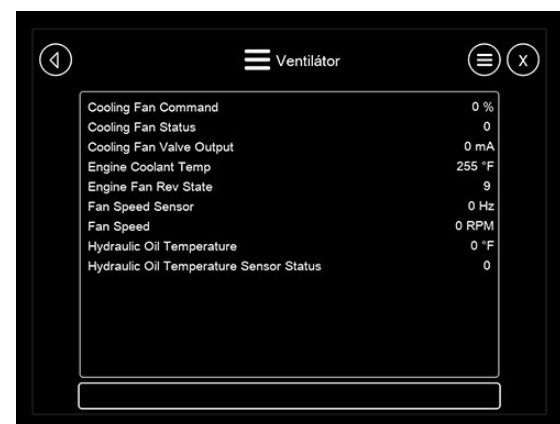 Ventilátor
X
Cooling Fan Command 0 %
Cooling Fan Status 0
Cooling Fan Valve Output 0 mA
Engine Coolant Temp 255 °F
Engine Fan Rev State 9
Fan Speed Sensor 0 Hz
Fan Speed 0 RPM
Hydraulic Oil Temperature 0 °F
Hydraulic Oil Temperature Sensor Status 0